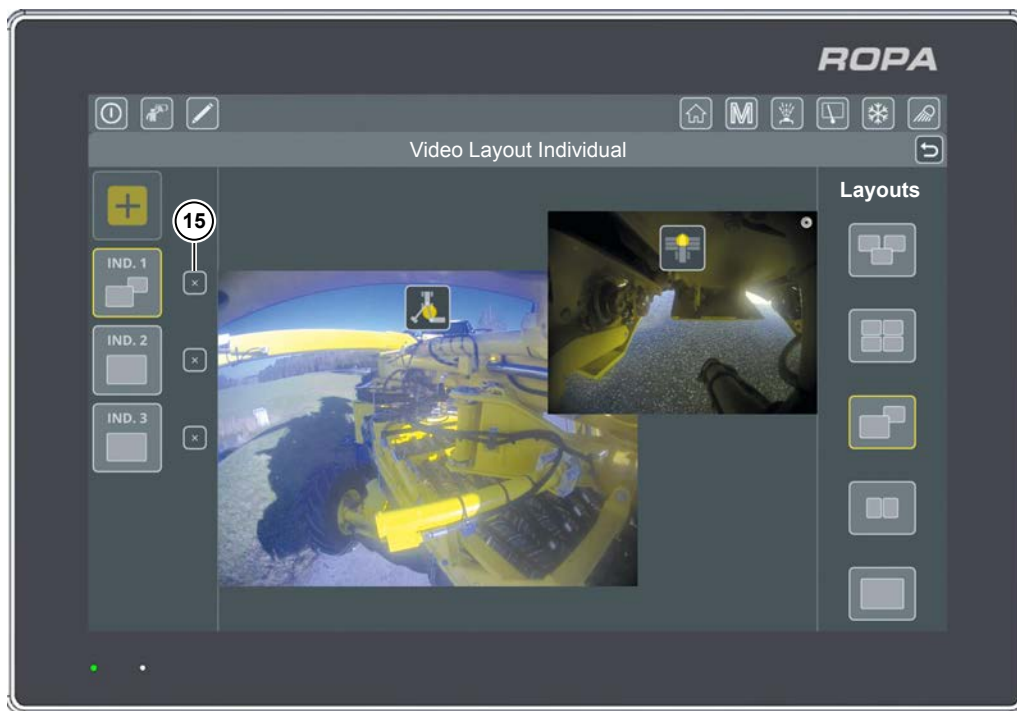 ROPA
M
Video Layout Individual
Layouts
15
IND. 1
IND. 2
IND. 3